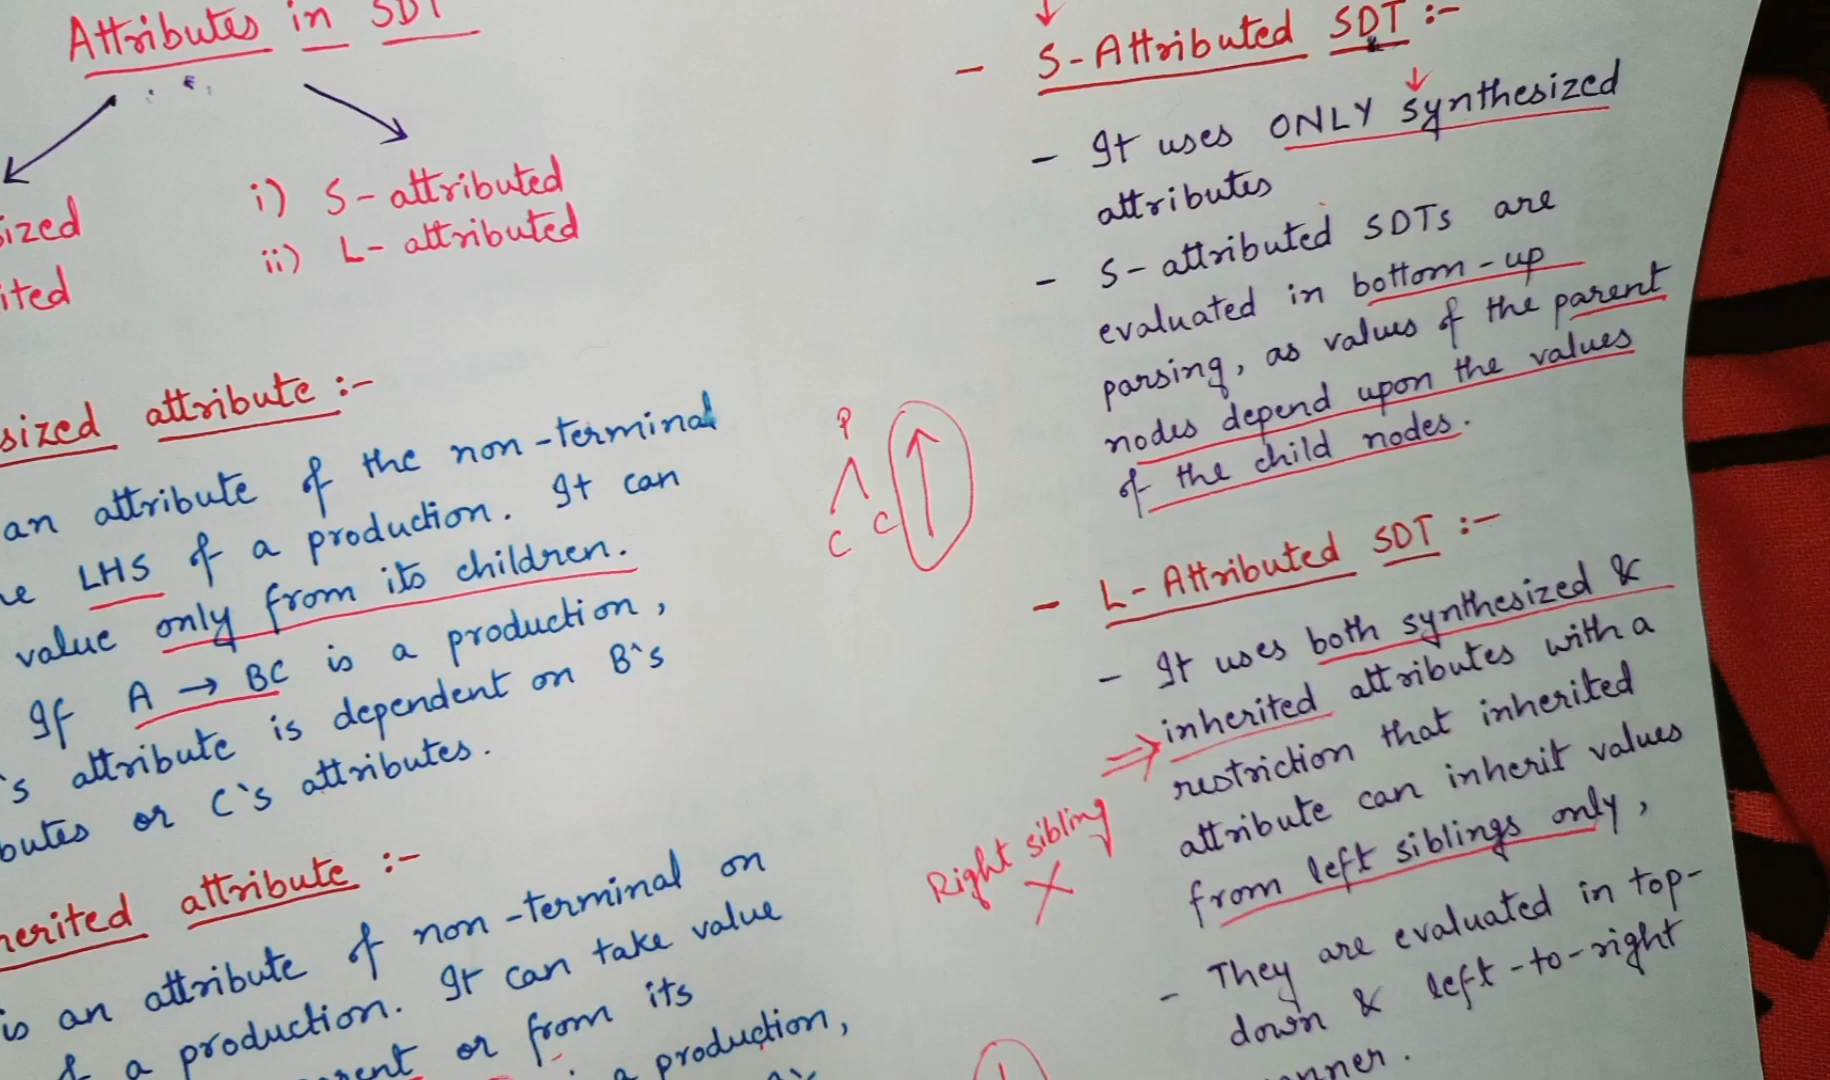 Attributes in SDT
i) S-attributed
ii) L-attributed
attribute :-
an attribute of the non-terminal
LHS of a production. It can
value only from its children.
If A → BC is a production,
's attribute is dependent on B's
or C's attributes.
attribute :-
is an attribute of non-terminal on
a production. It can take value
or from its
a production,
P
C C
- S-Attributed SDT :-
- It uses ONLY synthesized
attributes
- S-attributed SDTs are
evaluated in bottom-up
parsing, as values of the parent
nodes depend upon the values
of the child nodes.
- L-Attributed SDT :-
- It uses both synthesized &
⇒ inherited attributes with a
restriction that inherited
attribute can inherit values
from left siblings only,
Right sibling
X
- They are evaluated in top-
down & left-to-right